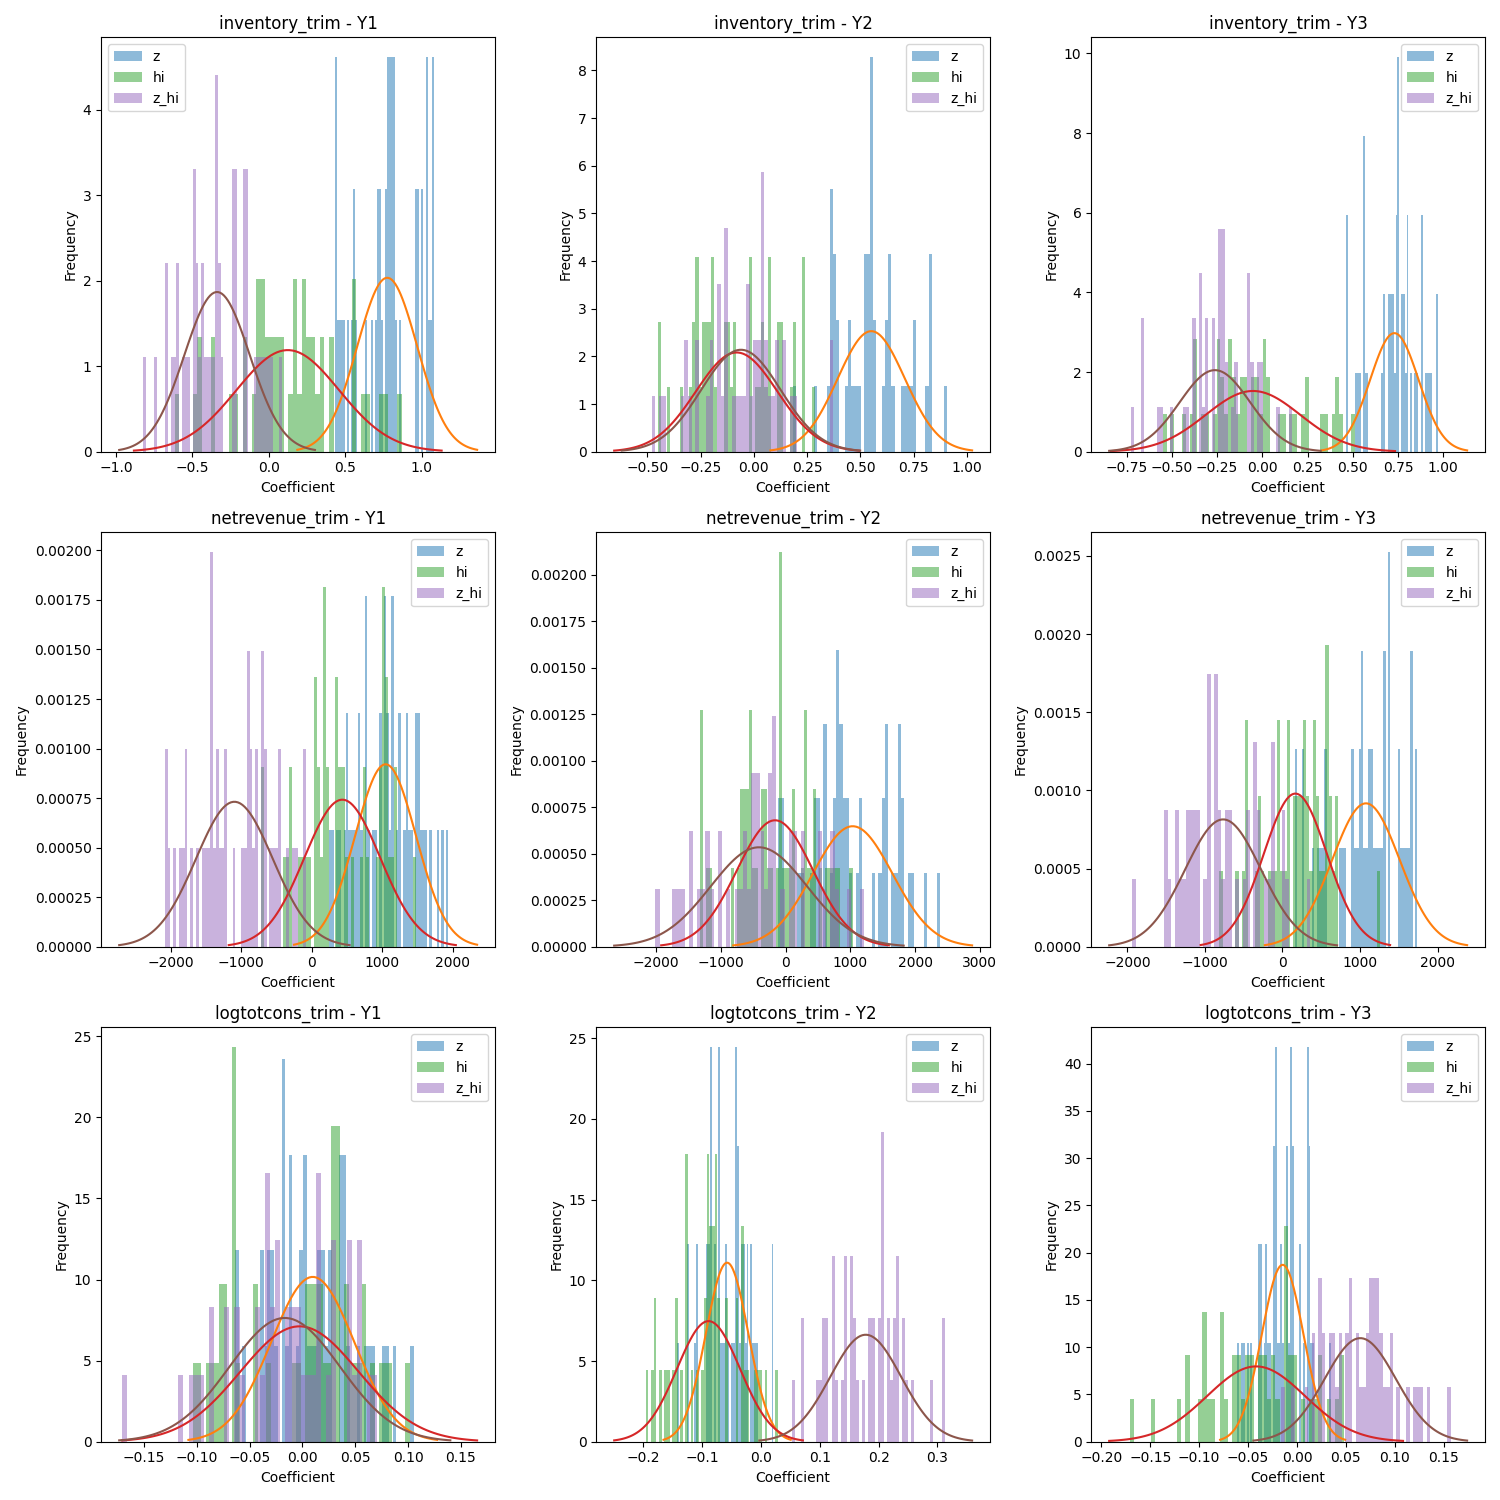 inventory_trim - Y1
z
hi
z_hi
Frequency
4
3
2
1
0
−1.0
−0.5
0.0
0.5
1.0
Coefficient
inventory_trim - Y2
z
hi
z_hi
Frequency
8
7
6
5
4
3
2
1
0
−0.50
−0.25
0.00
0.25
0.50
0.75
1.00
Coefficient
inventory_trim - Y3
z
hi
z_hi
Frequency
10
8
6
4
2
0
−0.75
−0.50
−0.25
0.00
0.25
0.50
0.75
1.00
Coefficient
netrevenue_trim - Y1
z
hi
z_hi
Frequency
0.00200
0.00175
0.00150
0.00125
0.00100
0.00075
0.00050
0.00025
0.00000
−2000
−1000
0
1000
2000
Coefficient
netrevenue_trim - Y2
z
hi
z_hi
Frequency
0.00200
0.00175
0.00150
0.00125
0.00100
0.00075
0.00050
0.00025
0.00000
−2000
−1000
0
1000
2000
3000
Coefficient
netrevenue_trim - Y3
z
hi
z_hi
Frequency
0.0025
0.0020
0.0015
0.0010
0.0005
0.0000
−2000
−1000
0
1000
2000
Coefficient
logtotcons_trim - Y1
z
hi
z_hi
Frequency
25
20
15
10
5
0
−0.15
−0.10
−0.05
0.00
0.05
0.10
0.15
Coefficient
logtotcons_trim - Y2
z
hi
z_hi
Frequency
25
20
15
10
5
0
−0.2
−0.1
0.0
0.1
0.2
0.3
Coefficient
logtotcons_trim - Y3
z
hi
z_hi
Frequency
40
35
30
25
20
15
10
5
0
−0.20
−0.15
−0.10
−0.05
0.00
0.05
0.10
0.15
Coefficient